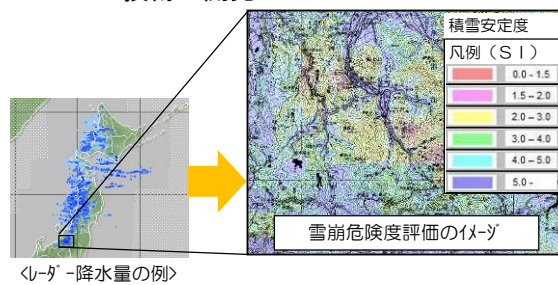 積雪安定度
凡例（ＳＩ）
0.0 - 1.5
1.5 – 2.0
2.0 – 3.0
3.0 – 4.0
4.0 – 5.0
5.0 -
雪崩危険度評価のｲﾒｰｼﾞ
<ﾚｰﾀﾞｰ降水量の例>